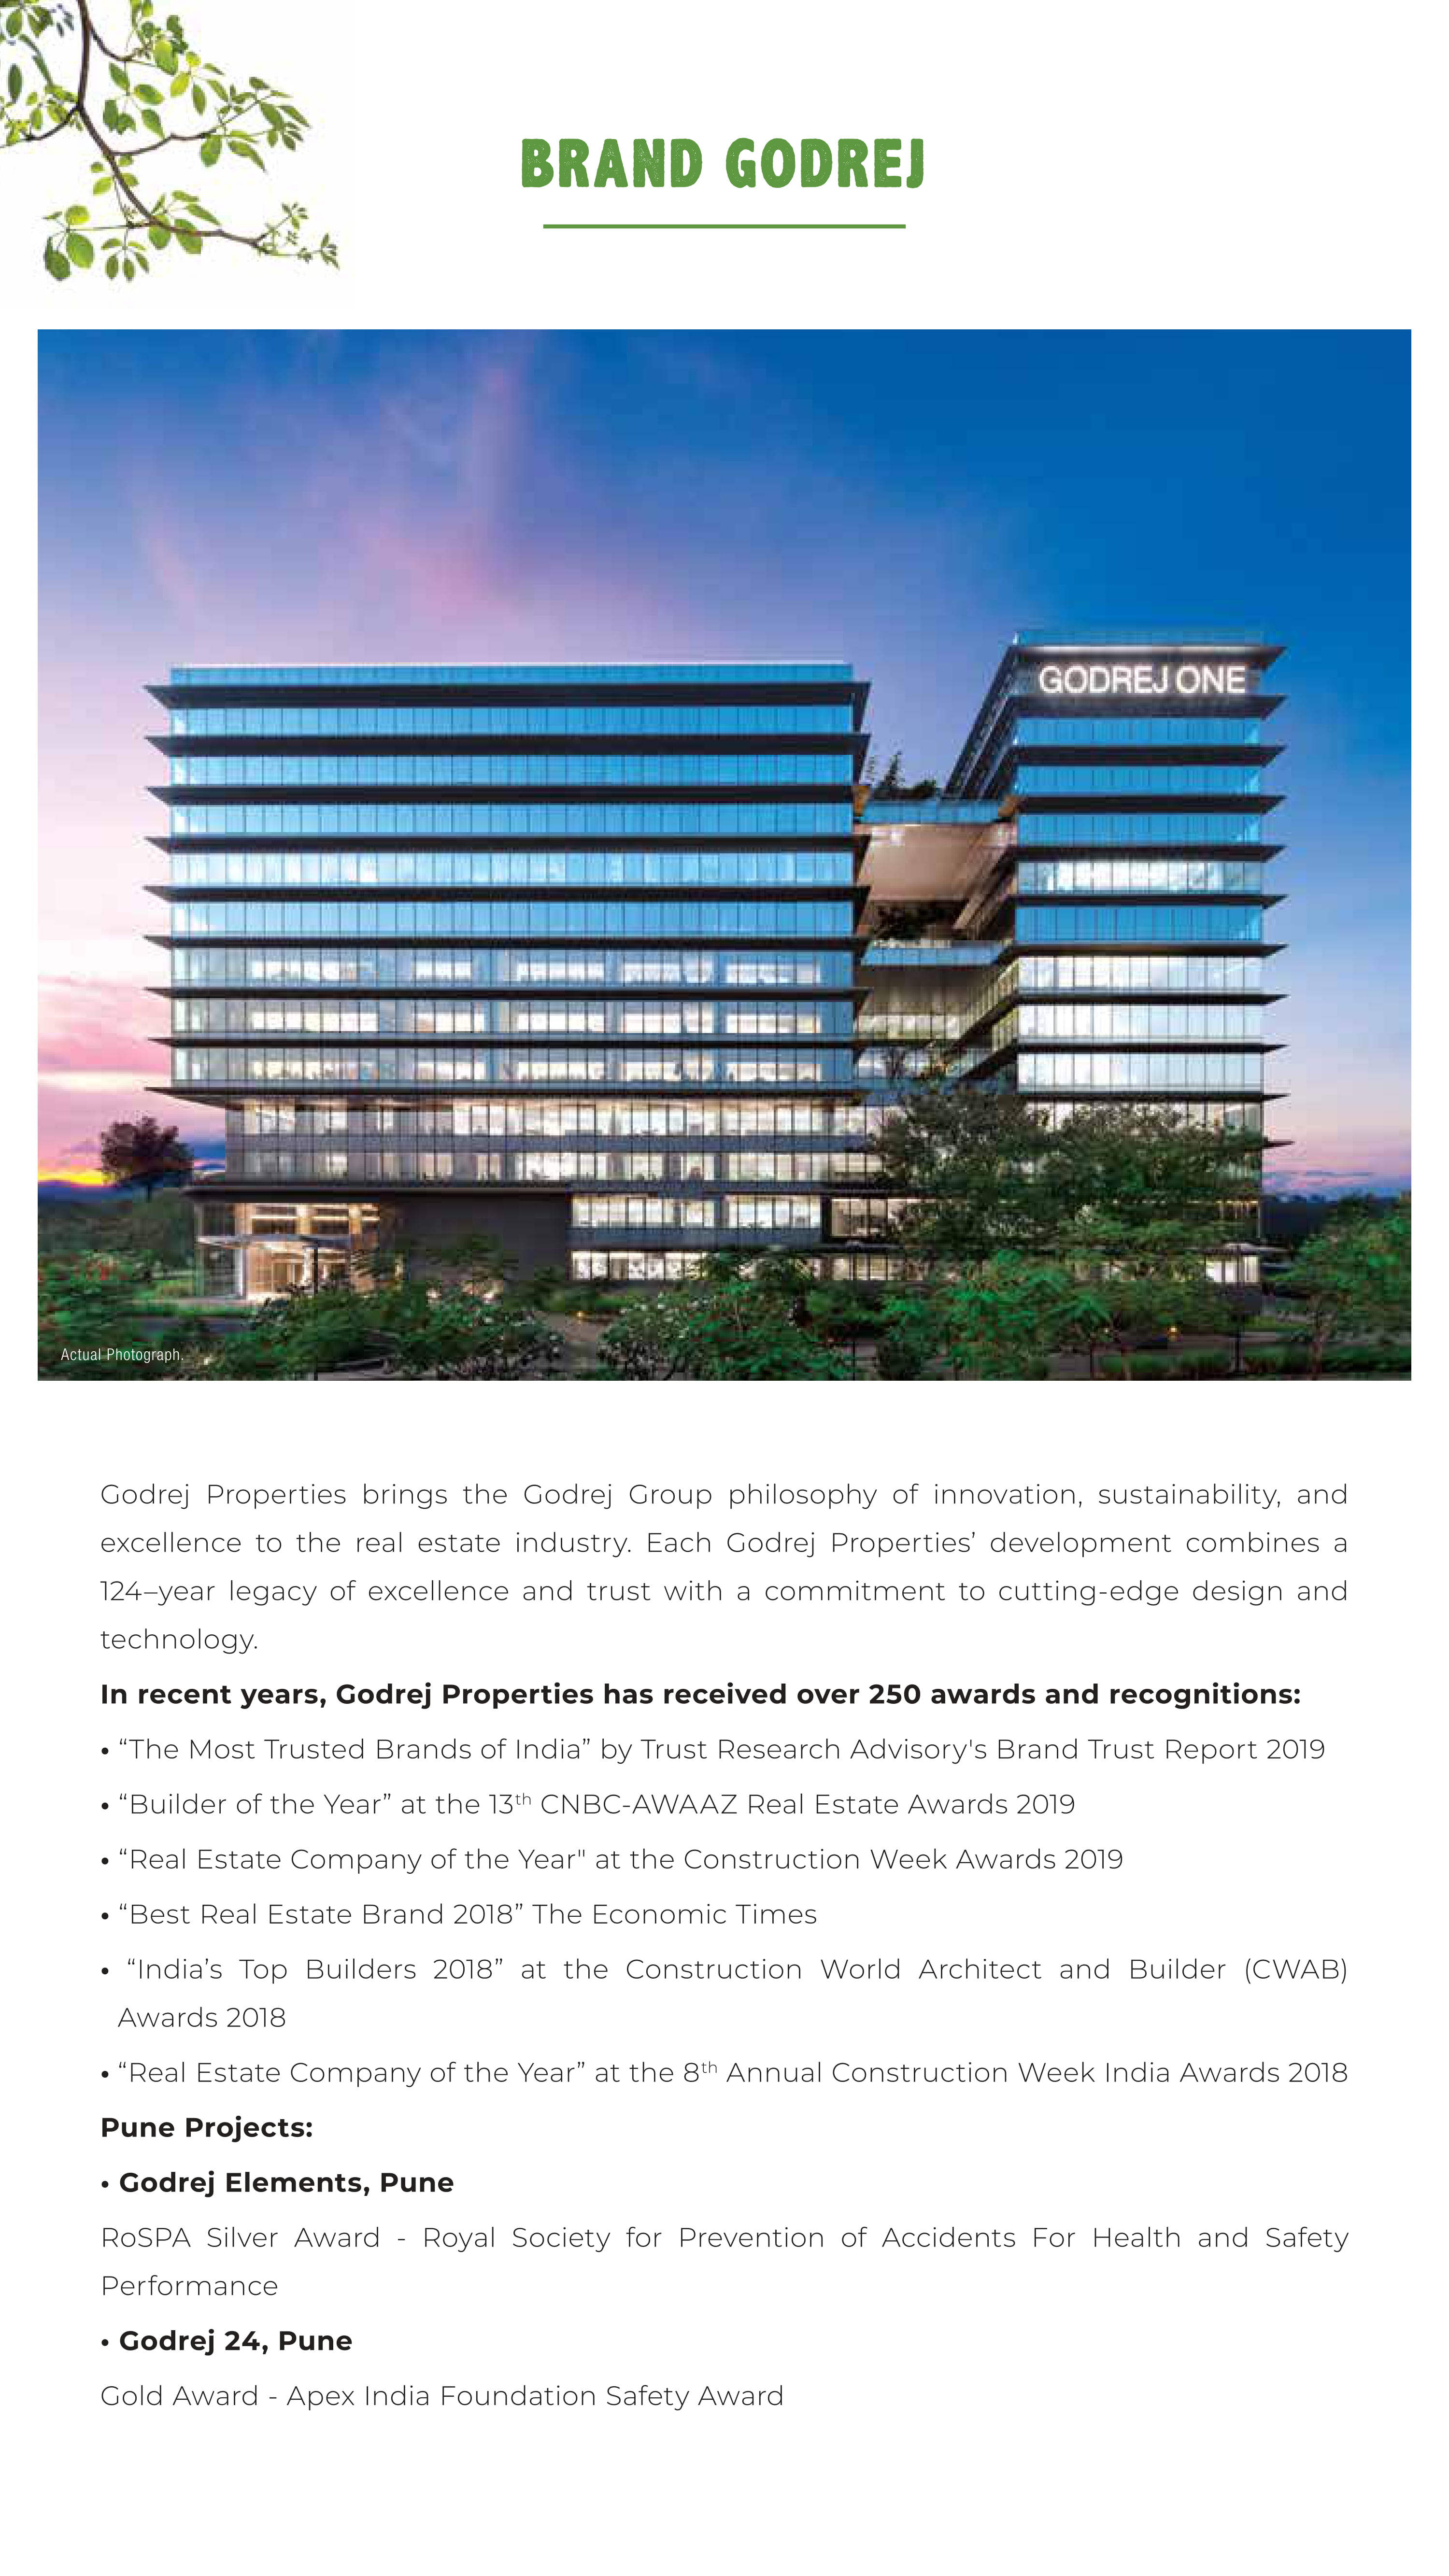 BRAND GODREJ
GODREJ ONE
Actual Photograph.
Godrej Properties brings the Godrej Group philosophy of innovation, sustainability, and
excellence to the real estate industry. Each Godrej Properties’ development combines a
124–year legacy of excellence and trust with a commitment to cutting-edge design and
technology.
In recent years, Godrej Properties has received over 250 awards and recognitions:
• “The Most Trusted Brands of India” by Trust Research Advisory's Brand Trust Report 2019
• “Builder of the Year” at the 13th CNBC-AWAAZ Real Estate Awards 2019
• “Real Estate Company of the Year" at the Construction Week Awards 2019
• “Best Real Estate Brand 2018” The Economic Times
• “India’s Top Builders 2018” at the Construction World Architect and Builder (CWAB)
Awards 2018
• “Real Estate Company of the Year” at the 8th Annual Construction Week India Awards 2018
Pune Projects:
• Godrej Elements, Pune
RoSPA Silver Award - Royal Society for Prevention of Accidents For Health and Safety
Performance
• Godrej 24, Pune
Gold Award - Apex India Foundation Safety Award